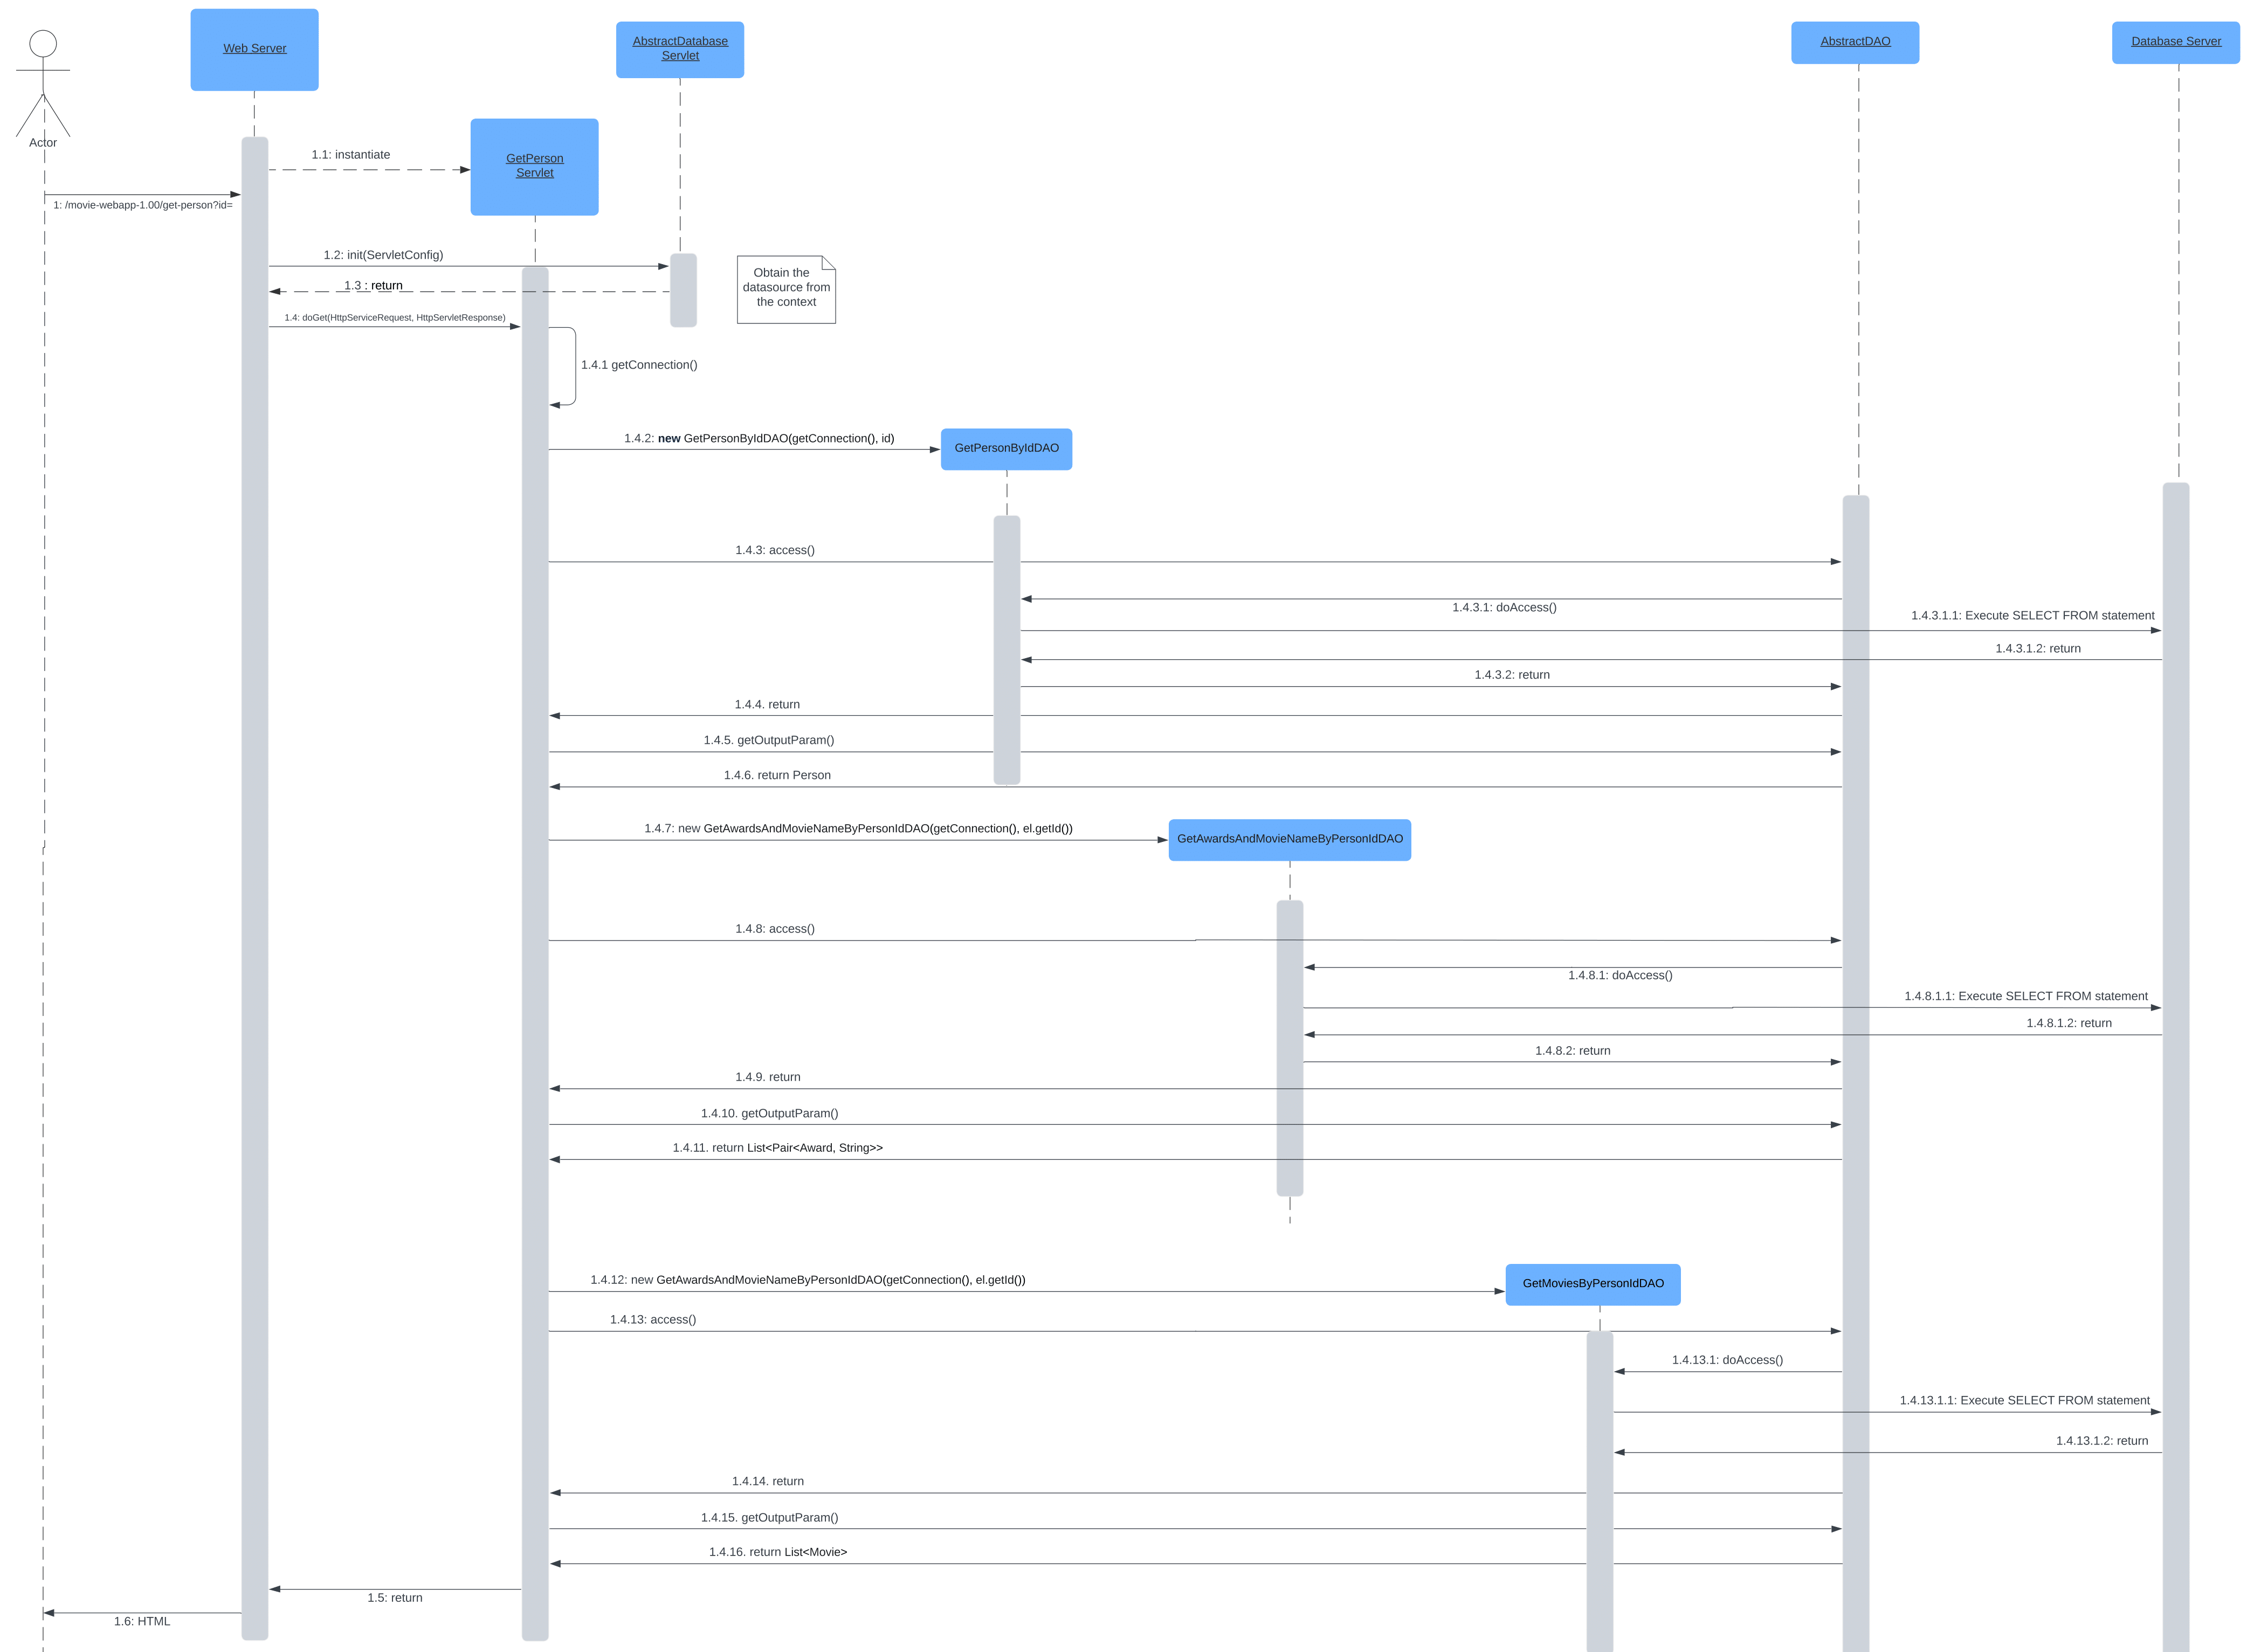 Web Server
AbstractDatabase
Servlet
AbstractDAO
Database Server
Actor
1.1: instantiate
GetPerson
Servlet
1: /movie-webapp-1.00/get-person?id=
1.2: init(ServletConfig)
Obtain the
datasource from
the context
1.3 : return
1.4: doGet(HttpServiceRequest, HttpServletResponse)
1.4.1 getConnection()
1.4.2: new GetPersonByIdDAO(getConnection(), id)
GetPersonByIdDAO
1.4.3: access()
1.4.3.1: doAccess()
1.4.3.1.1: Execute SELECT FROM statement
1.4.3.1.2: return
1.4.3.2: return
1.4.4. return
1.4.5. getOutputParam()
1.4.6. return Person
1.4.7: new GetAwardsAndMovieNameByPersonIdDAO(getConnection(), el.getId())
GetAwardsAndMovieNameByPersonIdDAO
1.4.8: access()
1.4.8.1: doAccess()
1.4.8.1.1: Execute SELECT FROM statement
1.4.8.1.2: return
1.4.8.2: return
1.4.9. return
1.4.10. getOutputParam()
1.4.11. return List<Pair<Award, String>>
1.4.12: new GetAwardsAndMovieNameByPersonIdDAO(getConnection(), el.getId())
GetMoviesByPersonIdDAO
1.4.13: access()
1.4.13.1: doAccess()
1.4.13.1.1: Execute SELECT FROM statement
1.4.13.1.2: return
1.4.14. return
1.4.15. getOutputParam()
1.4.16. return List<Movie>
1.5: return
1.6: HTML